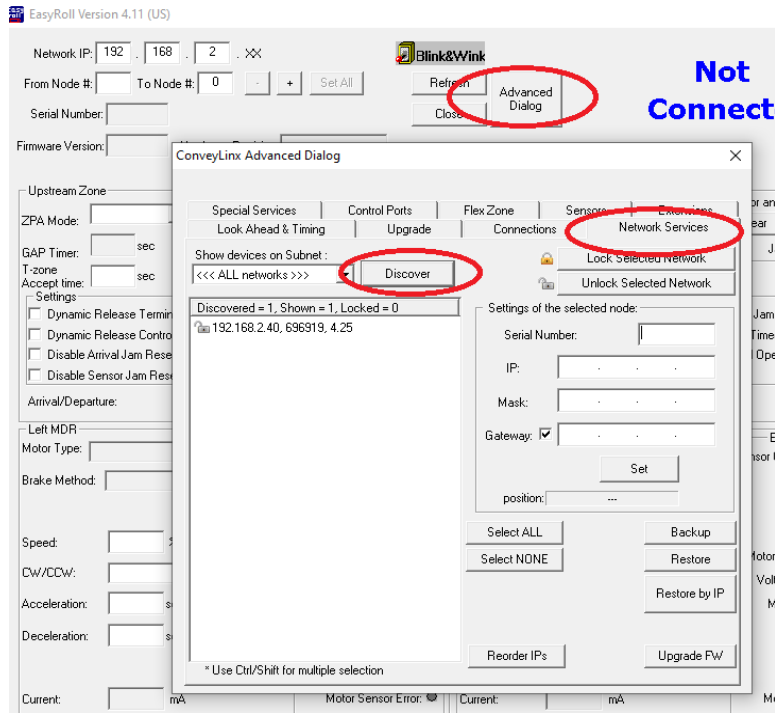 EasyRoll Version 4.11 (US)
Network IP: 192 . 168 . 2 . XX
Blink&Wink
From Node #: To Node #: 0 - + Set All
Refresh
Advanced Dialog
Not
Connect
Serial Number:
Close
Firmware Version:
ConveyLinx Advanced Dialog
Upstream Zone
ZPA Mode:
GAP Timer: sec
T-zone
Accept time: sec
Settings
Dynamic Release Termin
Dynamic Release Contro
Disable Arrival Jam Rese
Disable Sensor Jam Rese
Arrival/Departure:
Left MDR
Motor Type:
Brake Method:
Speed:
CW/CCW:
Acceleration:
Deceleration:
Current: mA
Motor Sensor Error:
Current: mA
Special Services Control Ports Flex Zone Sensors Extensions
Look Ahead & Timing Upgrade Connections Network Services
Show devices on Subnet :
<<< ALL networks >>> Discover
Lock Selected Network
Unlock Selected Network
Discovered = 1, Shown = 1, Locked = 0
192.168.2.40, 696919, 4.25
Settings of the selected node:
Serial Number:
IP: . . .
Mask: . . .
Gateway: . . .
Set
position: ---
Select ALL Backup
Select NONE Restore
Restore by IP
Reorder IPs Upgrade FW
* Use Ctrl/Shift for multiple selection